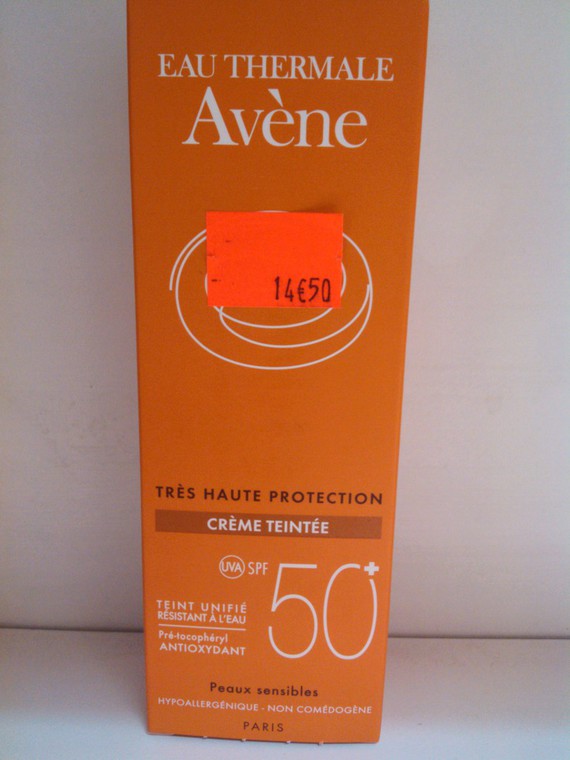 EAU THERMALE
Avène
14€50
TRÈS HAUTE PROTECTION
CRÈME TEINTÉE
UVA SPF 50+
TEINT UNIFIÉ
RÉSISTANT À L'EAU
Pré-tocophéryl
ANTIOXYDANT
Peaux sensibles
HYPOALLERGÉNIQUE - NON COMÉDOGÈNE
PARIS